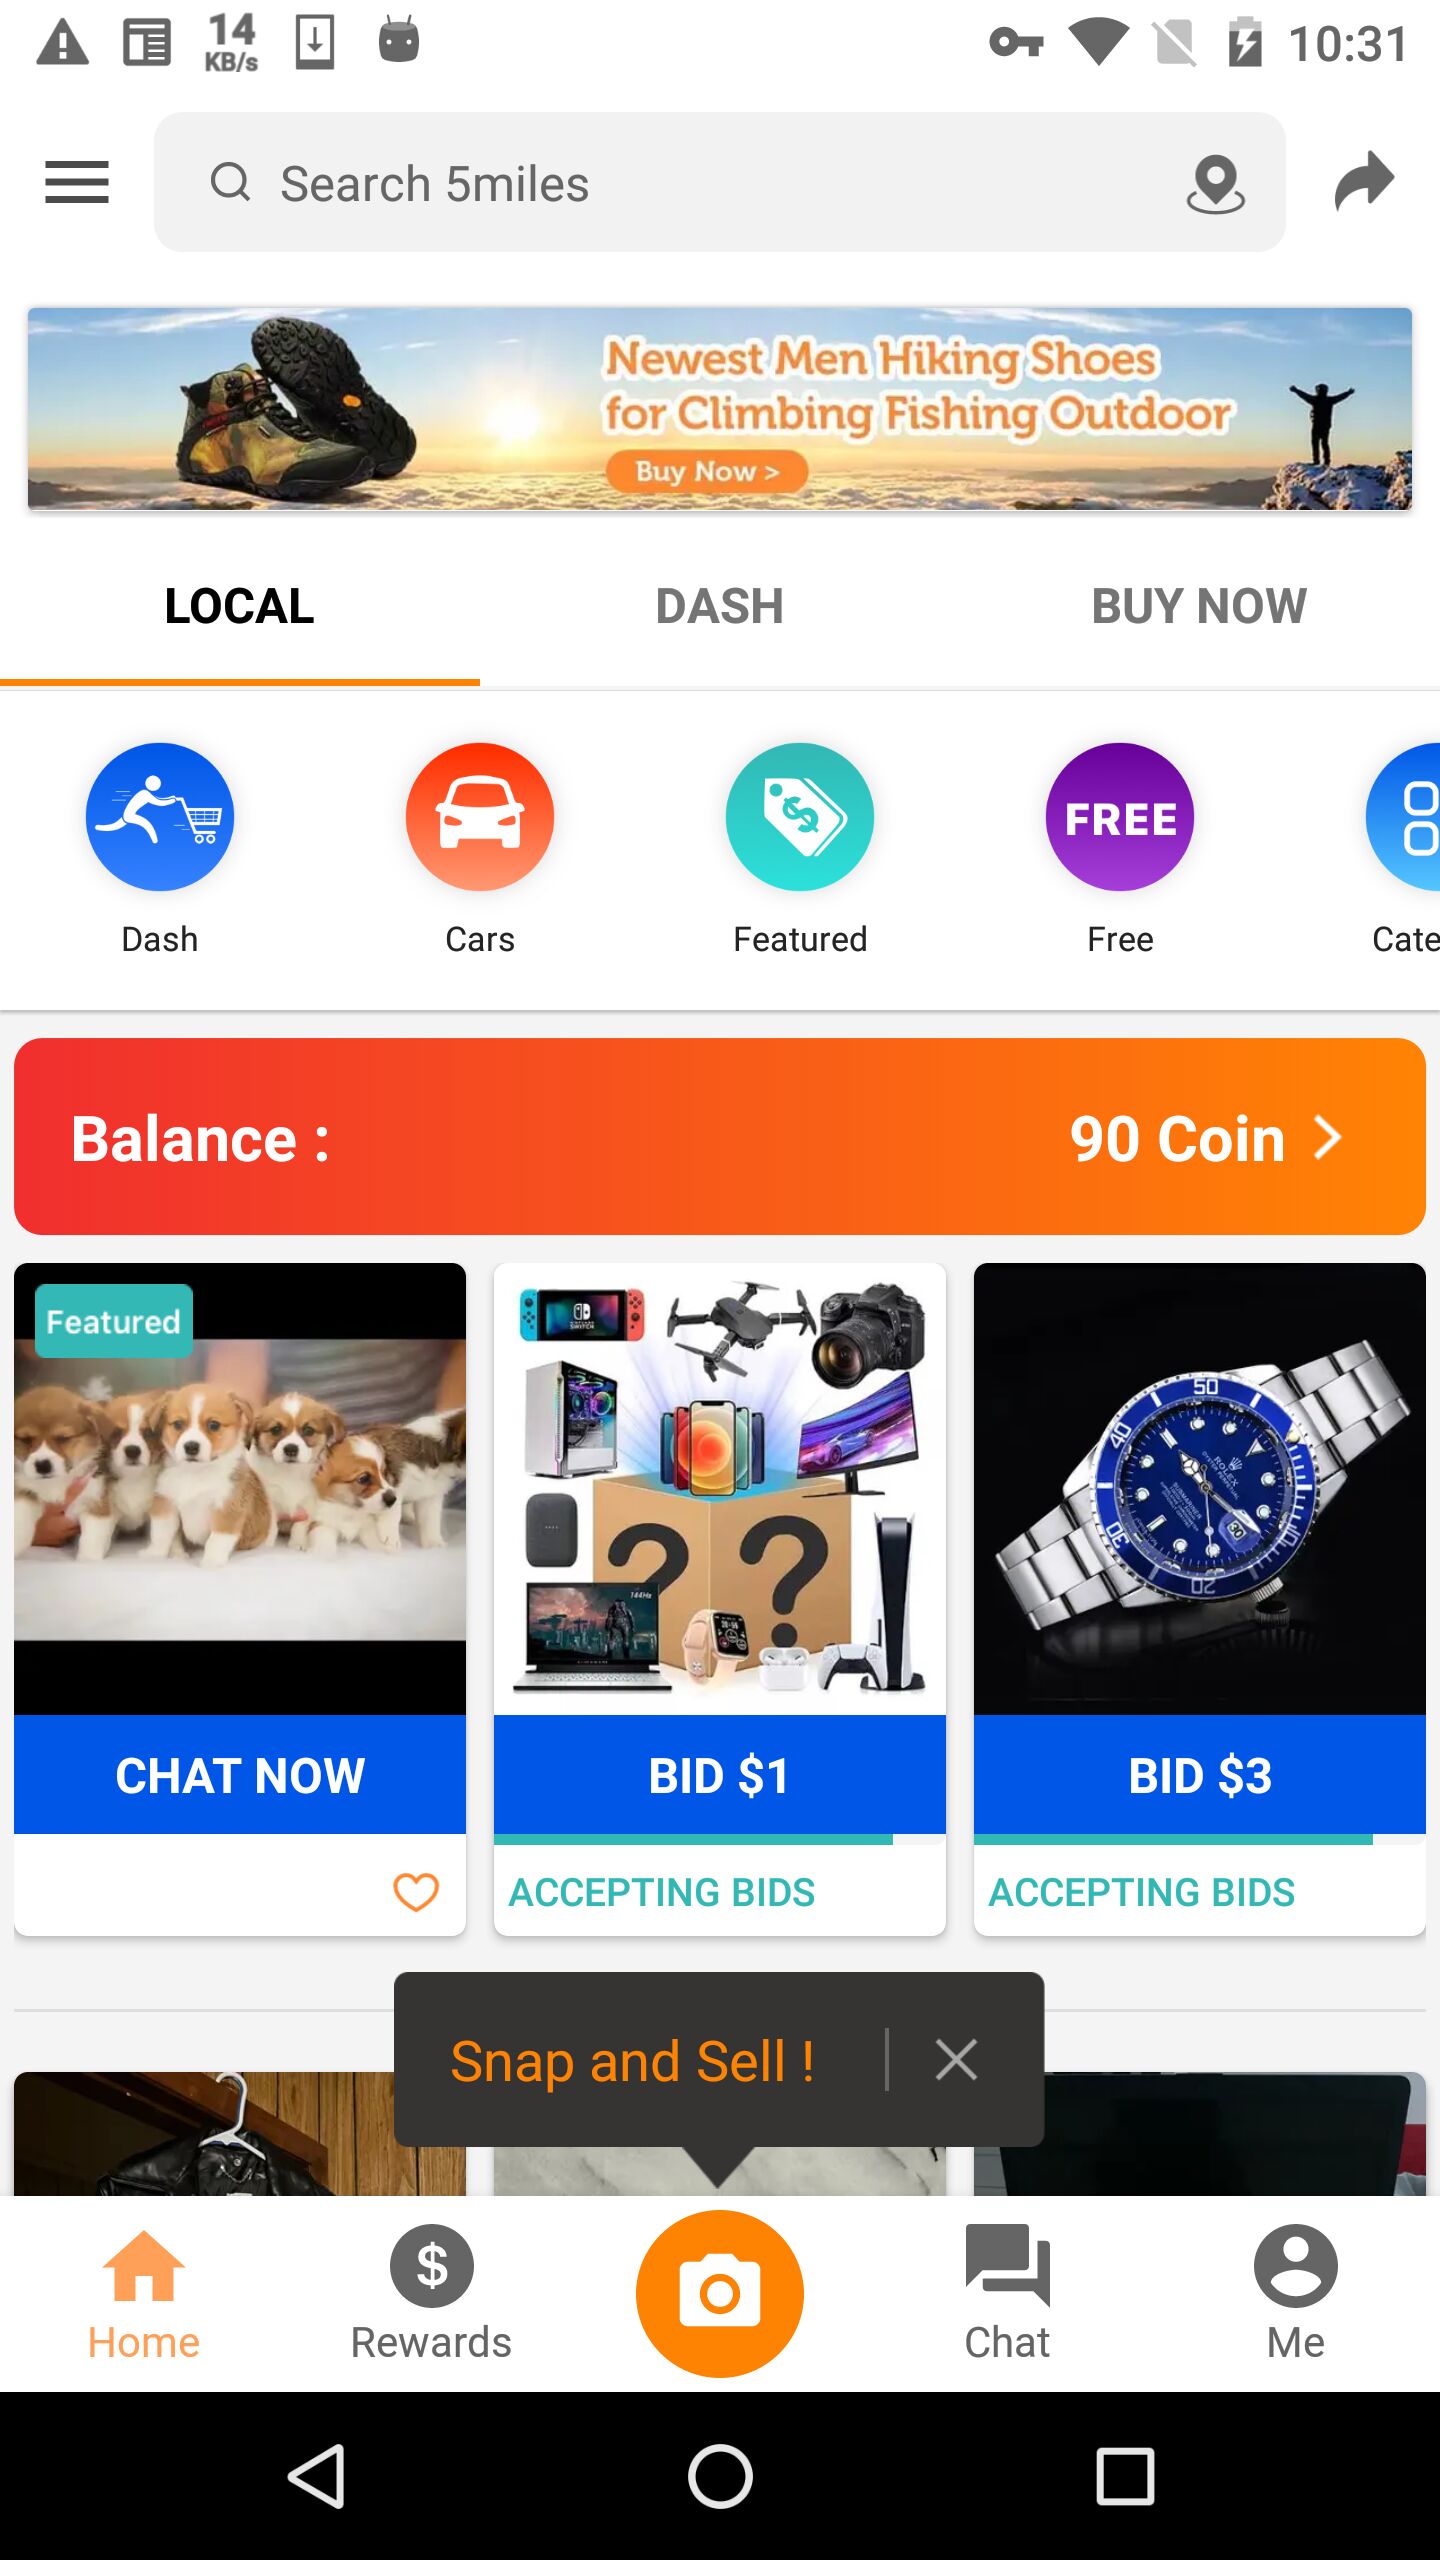 14
KB/s
10:31
Search 5miles
Newest Men Hiking Shoes
for Climbing Fishing Outdoor
Buy Now >
LOCAL
DASH
BUY NOW
FREE
Dash
Cars
Featured
Free
Cate
Balance :
90 Coin
Featured
CHAT NOW
BID $1
BID $3
ACCEPTING BIDS
ACCEPTING BIDS
Snap and Sell !
Home
Rewards
Chat
Me